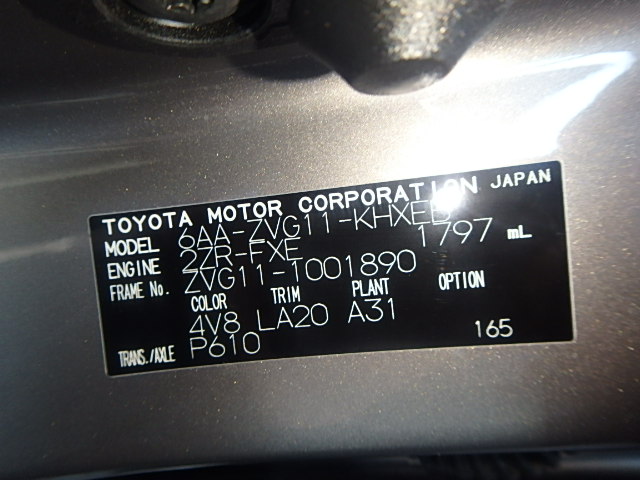 TOYOTA MOTOR CORPORATION JAPAN
MODEL 6AA-ZVG11-KHXEB
ENGINE 2ZR-FXE 1797 mL
FRAME No. ZVG11-1001890
COLOR TRIM PLANT OPTION
4V8 LA20 A31
TRANS./AXLE P610 165